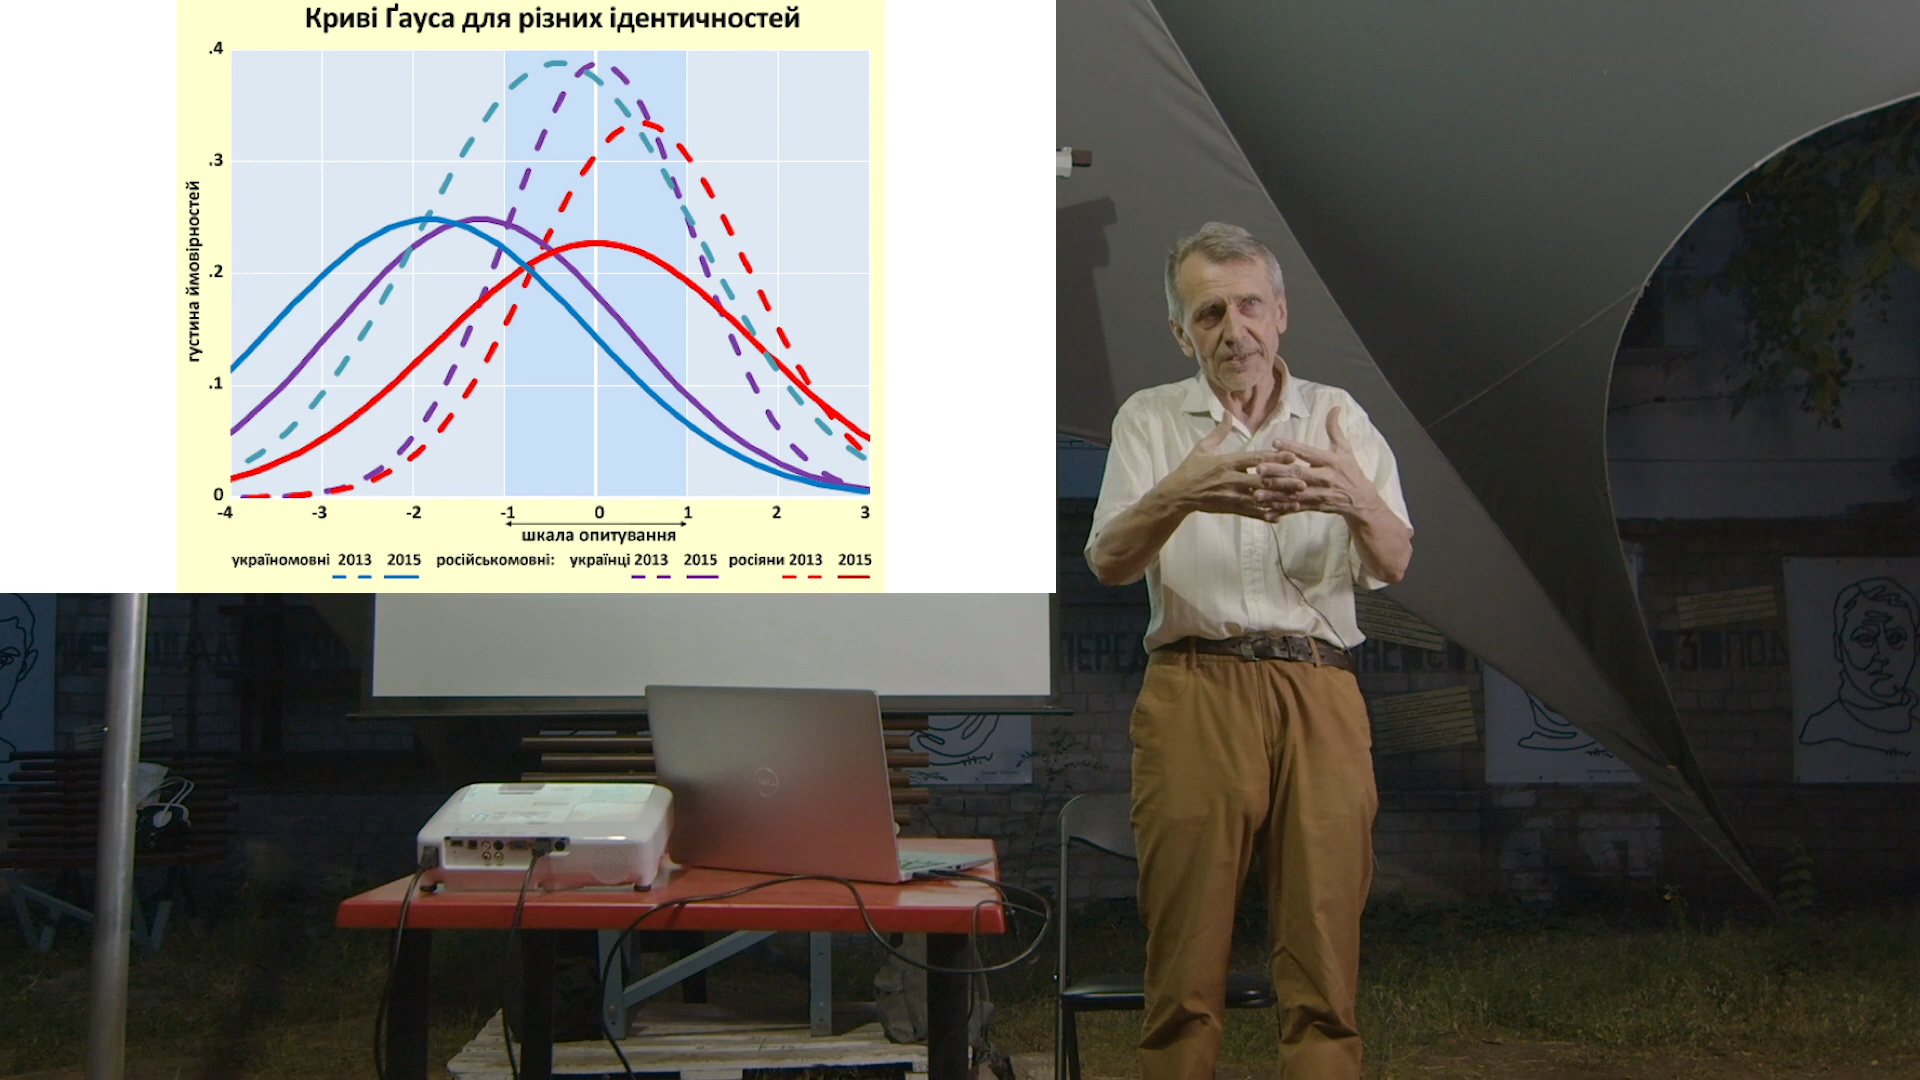 Криві Ґауса для різних ідентичностей
.4
.3
.2
.1
0
густина ймовірностей
-4 -3 -2 -1 0 1 2 3
шкала опитування
україномовні 2013 2015 російськомовні: українці 2013 2015 росіяни 2013 2015
DELL